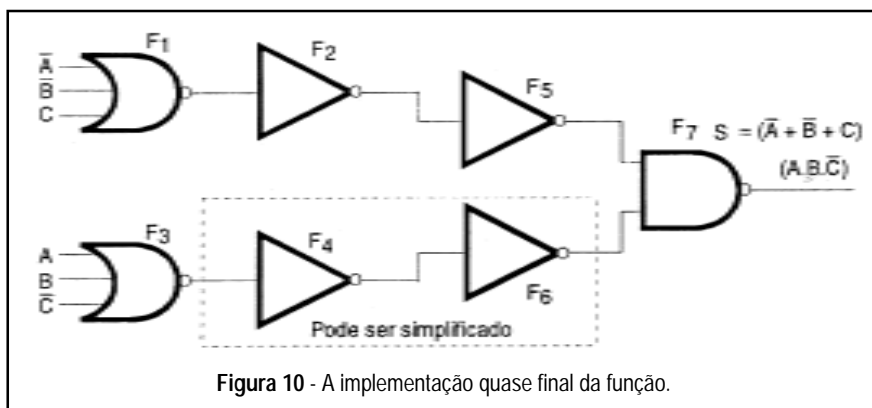 F1
F2
F5
A̅
B̅
C
F7 S = (A̅ + B̅ + C)
(A.B.C̅)
F3
F4
F6
A
B
C̅
Pode ser simplificado
Figura 10 - A implementação quase final da função.